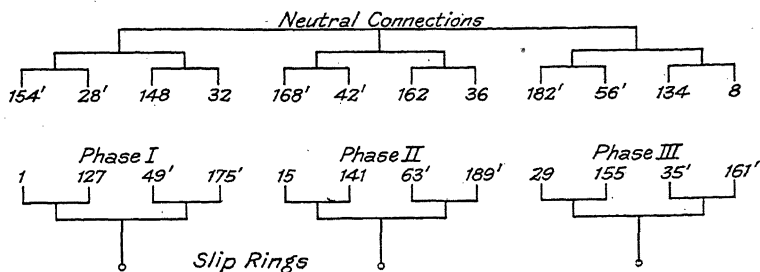 Neutral Connections
154' 28' 148 32 168' 42' 162 36 182' 56' 134 8
Phase I Phase II Phase III
1 127 49' 175' 15 141 63' 189' 29 155 35' 161'
Slip Rings